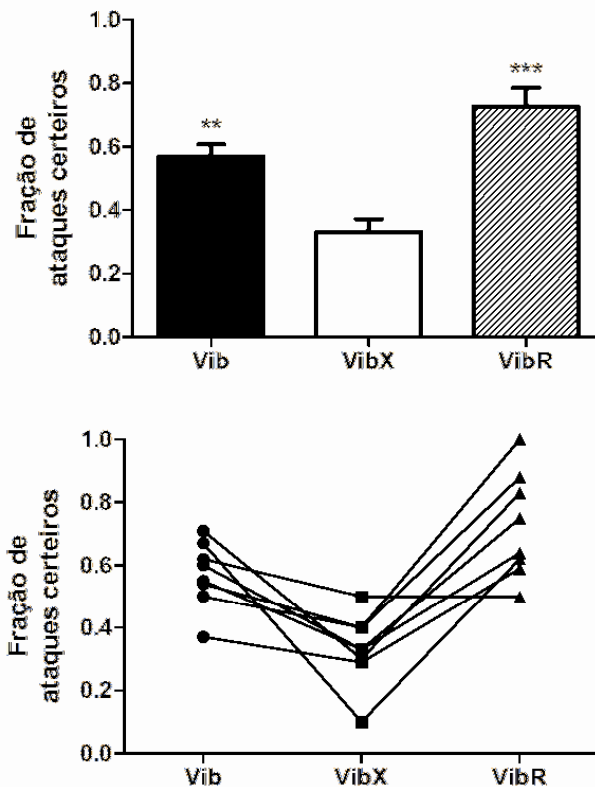 Fração de
ataques certeiros
1.0
0.8
0.6
0.4
0.2
0.0
**
***
Vib
VibX
VibR
Fração de
ataques certeiros
1.0
0.8
0.6
0.4
0.2
0.0
Vib
VibX
VibR